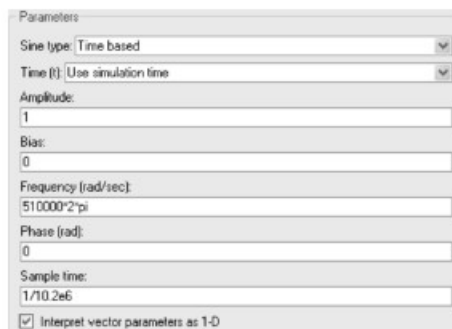 Parameters
Sine type: Time based
Time (t): Use simulation time
Amplitude:
1
Bias:
0
Frequency (rad/sec):
510000*2*pi
Phase (rad):
0
Sample time:
1/10.2e6
Interpret vector parameters as 1-D